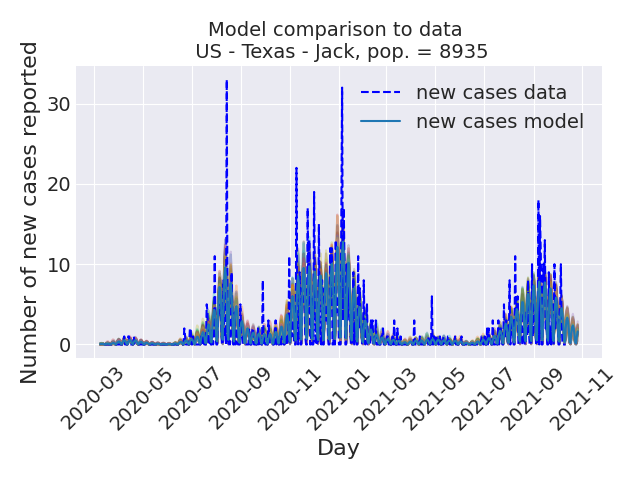 Model comparison to data
US - Texas - Jack, pop. = 8935
Number of new cases reported
30
20
10
0
new cases data
new cases model
2020-03
2020-05
2020-07
2020-09
2020-11
2021-01
2021-03
2021-05
2021-07
2021-09
2021-11
Day